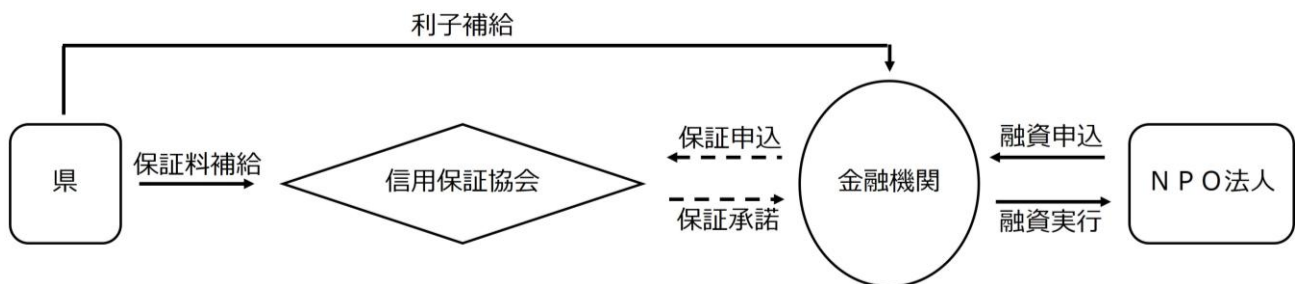 利子補給
県
保証料補給
信用保証協会
保証申込
保証承諾
金融機関
融資申込
融資実行
ＮＰＯ法人